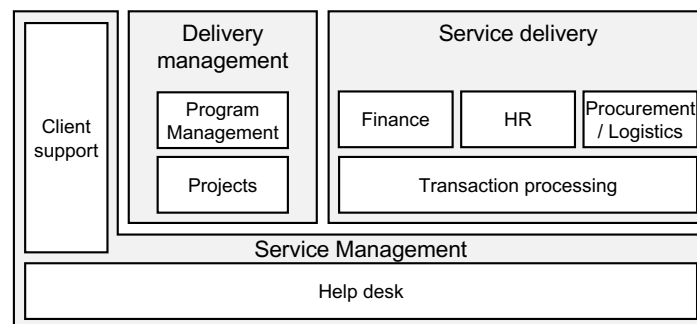 Client
support
Delivery
management
Program
Management
Projects
Service delivery
Finance
HR
Procurement
/ Logistics
Transaction processing
Service Management
Help desk